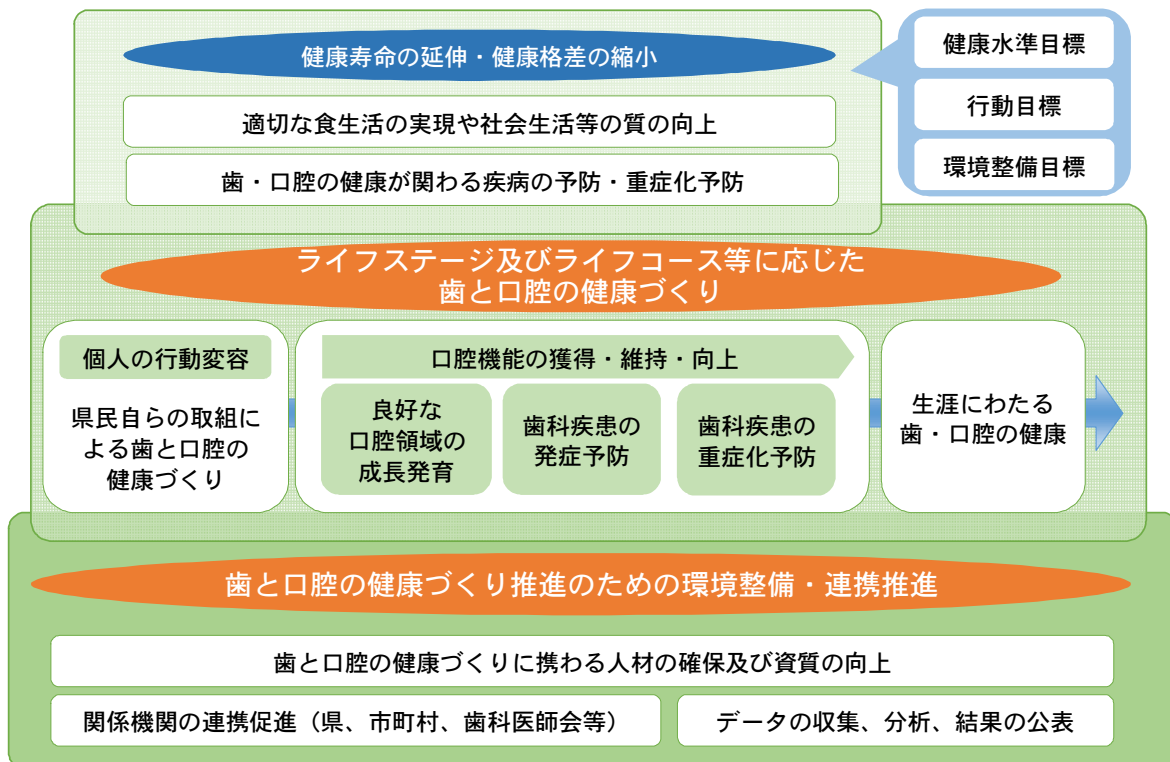 健康寿命の延伸・健康格差の縮小
適切な食生活の実現や社会生活等の質の向上
歯・口腔の健康が関わる疾病の予防・重症化予防
健康水準目標
行動目標
環境整備目標
ライフステージ及びライフコース等に応じた
歯と口腔の健康づくり
個人の行動変容
県民自らの取組に
よる歯と口腔の
健康づくり
口腔機能の獲得・維持・向上
良好な
口腔領域の
成長発育
歯科疾患の
発症予防
歯科疾患の
重症化予防
生涯にわたる
歯・口腔の健康
歯と口腔の健康づくり推進のための環境整備・連携推進
歯と口腔の健康づくりに携わる人材の確保及び資質の向上
関係機関の連携促進（県、市町村、歯科医師会等）
データの収集、分析、結果の公表